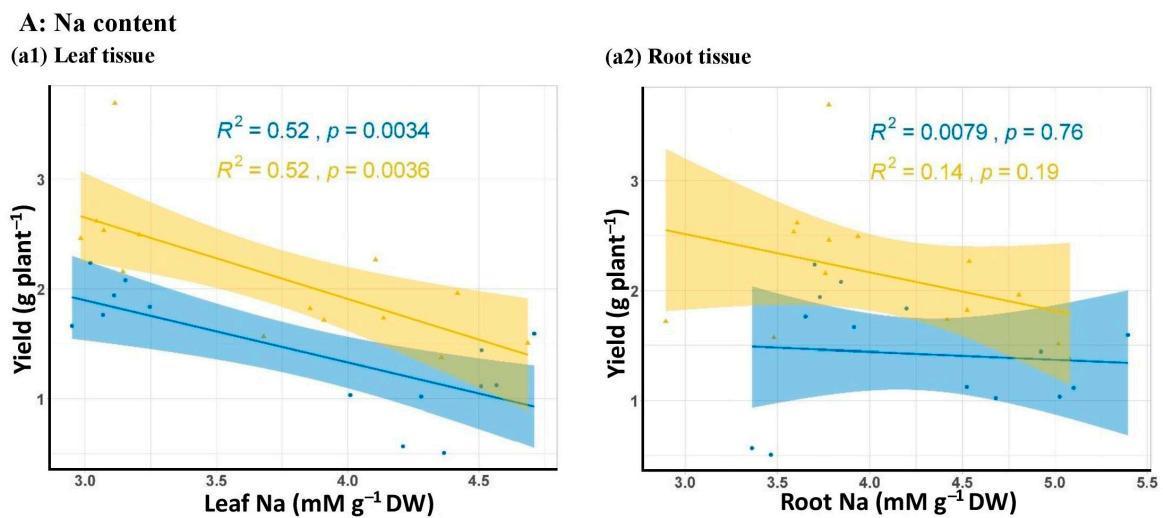 A: Na content
(a1) Leaf tissue
R² = 0.52 , p = 0.0034
R² = 0.52 , p = 0.0036
3
2
1
Yield (g plant⁻¹)
3.0 3.5 4.0 4.5
Leaf Na (mM g⁻¹ DW)
(a2) Root tissue
R² = 0.0079 , p = 0.76
R² = 0.14 , p = 0.19
3
2
1
Yield (g plant⁻¹)
3.0 3.5 4.0 4.5 5.0 5.5
Root Na (mM g⁻¹ DW)